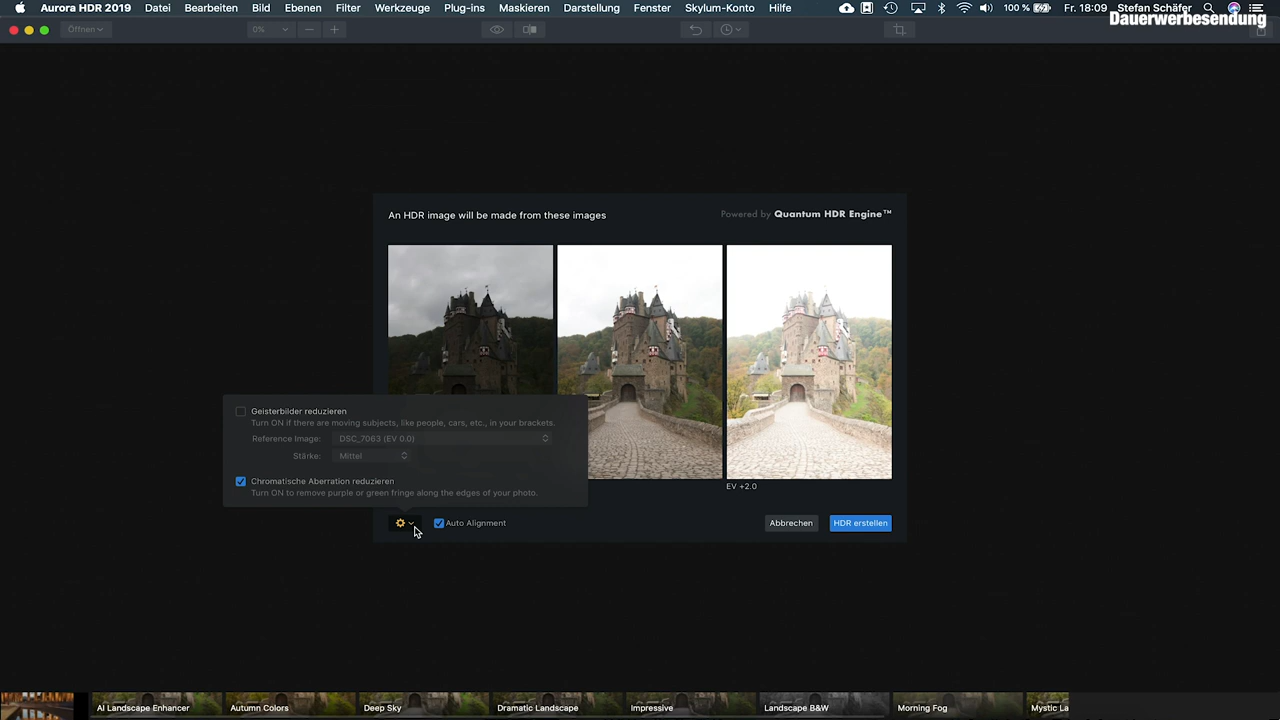 Aurora HDR 2019 Datei Bearbeiten Bild Ebenen Filter Werkzeuge Plug-ins Maskieren Darstellung Fenster Skylum-Konto Hilfe 100 % Fr. 18:09 Stefan Schäfer
Dauerwerbesendung
Öffnen 0%
An HDR image will be made from these images Powered by Quantum HDR Engine™
Geisterbilder reduzieren
Turn ON if there are moving subjects, like people, cars, etc., in your brackets.
Reference Image: DSC_7063 (EV 0.0)
Stärke: Mittel
Chromatische Aberration reduzieren
Turn ON to remove purple or green fringe along the edges of your photo.
EV +2.0
Auto Alignment Abbrechen HDR erstellen
AI Landscape Enhancer Autumn Colors Deep Sky Dramatic Landscape Impressive Landscape B&W Morning Fog Mystic La